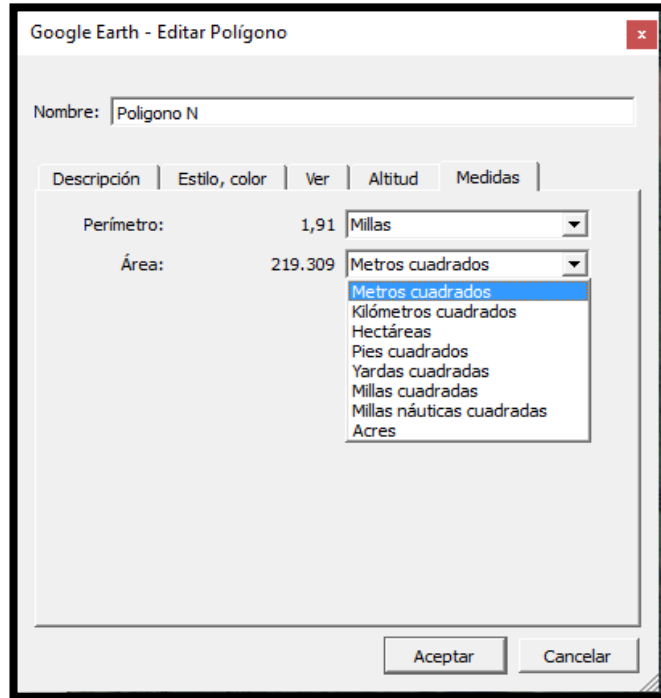 Google Earth - Editar Polígono
x
Nombre: Poligono N
Descripción Estilo, color Ver Altitud Medidas
Perímetro: 1,91 Millas
Área: 219.309 Metros cuadrados
Metros cuadrados
Kilómetros cuadrados
Hectáreas
Pies cuadrados
Yardas cuadradas
Millas cuadradas
Millas náuticas cuadradas
Acres
Aceptar Cancelar